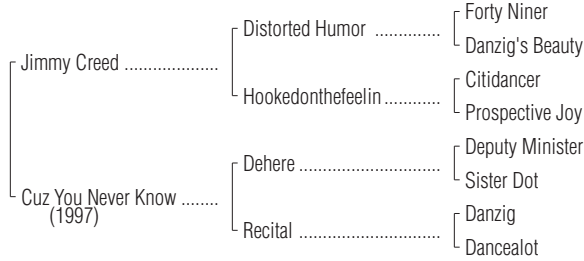 Forty Niner
Distorted Humor ..............
Danzig's Beauty
Jimmy Creed ....................
Citidancer
Hookedonthefeelin ............
Prospective Joy
Deputy Minister
Dehere ..............................
Sister Dot
Cuz You Never Know ........
(1997)
Danzig
Recital ..............................
Dancealot